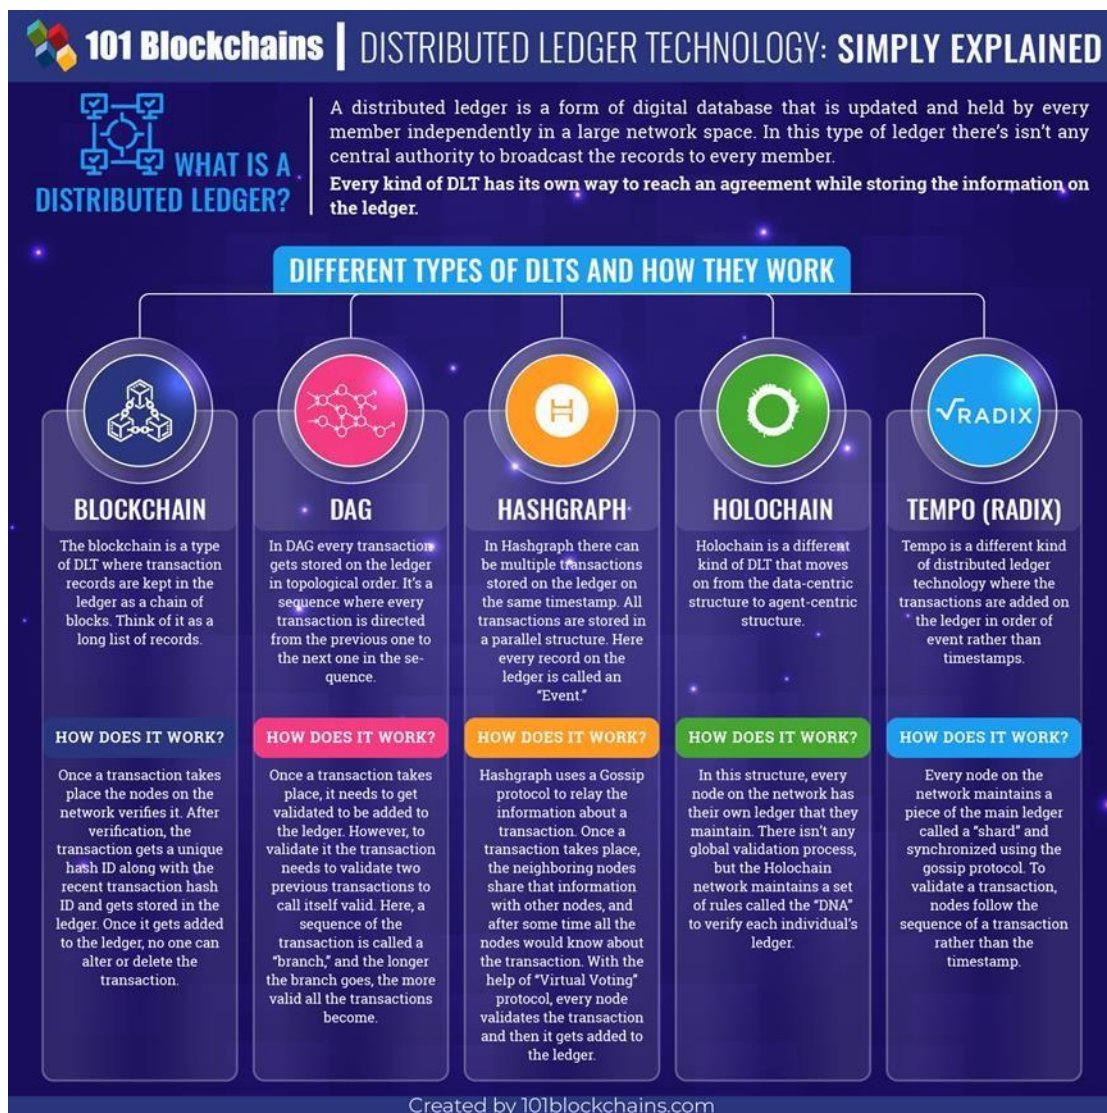 101 Blockchains | DISTRIBUTED LEDGER TECHNOLOGY: SIMPLY EXPLAINED
WHAT IS A
DISTRIBUTED LEDGER?
A distributed ledger is a form of digital database that is updated and held by every
member independently in a large network space. In this type of ledger there's isn't any
central authority to broadcast the records to every member.
Every kind of DLT has its own way to reach an agreement while storing the information on
the ledger.
DIFFERENT TYPES OF DLTS AND HOW THEY WORK
BLOCKCHAIN
The blockchain is a type
of DLT where transaction
records are kept in the
ledger as a chain of
blocks. Think of it as a
long list of records.
HOW DOES IT WORK?
Once a transaction takes
place the nodes on the
network verifies it. After
verification, the
transaction gets a unique
hash ID along with the
recent transaction hash
ID and gets stored in the
ledger. Once it gets added
to the ledger, no one can
alter or delete the
transaction.
DAG
In DAG every transaction
gets stored on the ledger
in topological order. It's a
sequence where every
transaction is directed
from the previous one to
the next one in the se-
quence.
HOW DOES IT WORK?
Once a transaction takes
place, it needs to get
validated to be added to
the ledger. However, to
validate it the transaction
needs to validate two
previous transactions to
call itself valid. Here, a
sequence of the
transaction is called a
"branch," and the longer
the branch goes, the more
valid all the transactions
become.
H
HASHGRAPH
In Hashgraph there can
be multiple transactions
stored on the ledger on
the same timestamp. All
transactions are stored in
a parallel structure. Here
every record on the
ledger is called an
"Event."
HOW DOES IT WORK?
Hashgraph uses a Gossip
protocol to relay the
information about a
transaction. Once a
transaction takes place,
the neighboring nodes
share that information
with other nodes, and
after some time all the
nodes would know about
the transaction. With the
help of "Virtual Voting"
protocol, every node
validates the transaction
and then it gets added to
the ledger.
HOLOCHAIN
Holochain is a different
kind of DLT that moves
on from the data-centric
structure to agent-centric
structure.
HOW DOES IT WORK?
In this structure, every
node on the network has
their own ledger that they
maintain. There isn't any
global validation process,
but the Holochain
network maintains a set
of rules called the "DNA"
to verify each individual's
ledger.
√RADIX
TEMPO (RADIX)
Tempo is a different kind
of distributed ledger
technology where the
transactions are added on
the ledger in order of
event rather than
timestamps.
HOW DOES IT WORK?
Every node on the
network maintains a
piece of the main ledger
called a "shard" and
synchronized using the
gossip protocol. To
validate a transaction,
nodes follow the
sequence of a transaction
rather than the
timestamp.
Created by 101blockchains.com